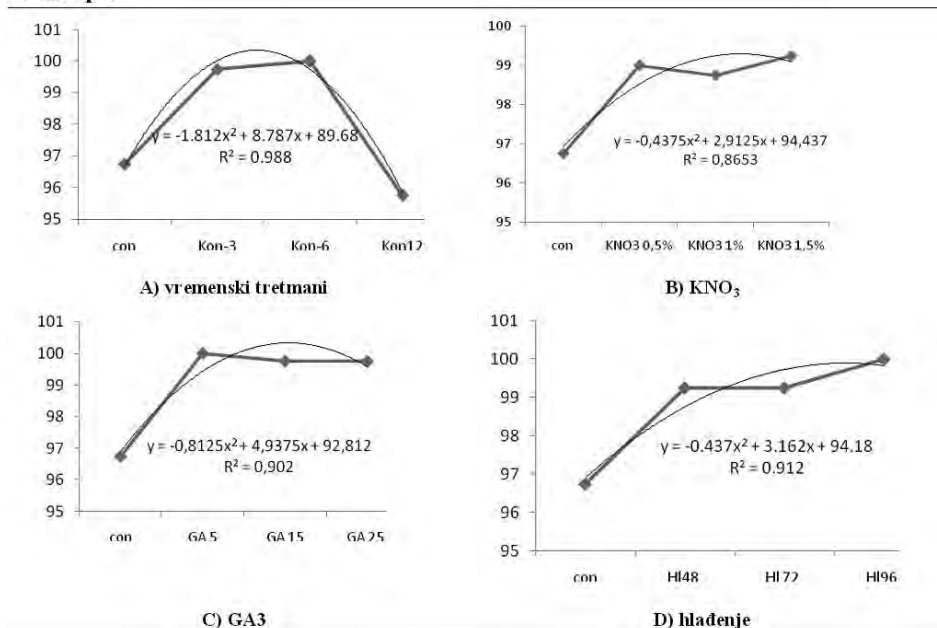 101
100
99
98
97
96
95
y = -1.812x² + 8.787x + 89.68
R² = 0.988
con Kon-3 Kon-6 Kon12
A) vremenski tretmani
100
99
98
97
96
95
y = -0,4375x² + 2,9125x + 94,437
R² = 0,8653
con KNO3 0,5% KNO3 1% KNO3 1,5%
B) KNO₃
101
100
99
98
97
96
95
y = -0,8125x² + 4,9375x + 92,812
R² = 0,902
con GA 5 GA 15 GA 25
C) GA3
101
100
99
98
97
96
95
y = -0.437x² + 3.162x + 94.18
R² = 0.912
con Hl48 Hl72 Hl96
D) hlađenje